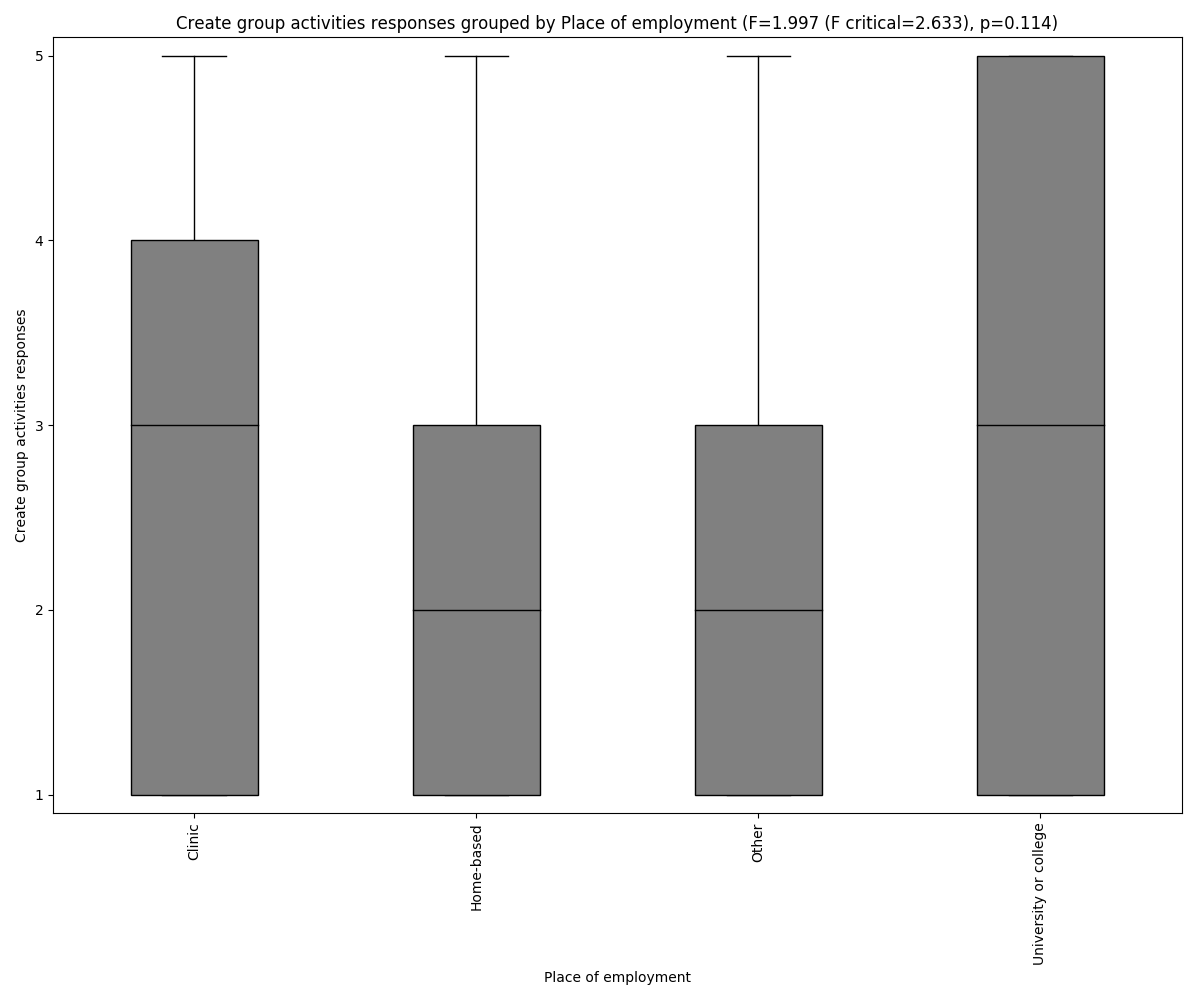 Create group activities responses grouped by Place of employment (F=1.997 (F critical=2.633), p=0.114)
5
4
3
2
1
Create group activities responses
Clinic
Home-based
Other
University or college
Place of employment